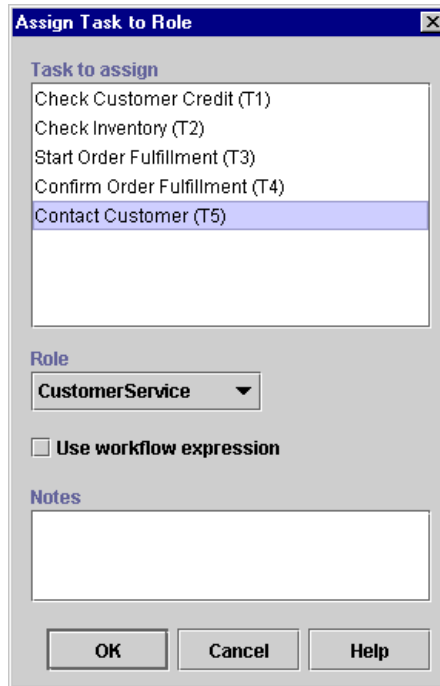 Assign Task to Role
Task to assign
Check Customer Credit (T1)
Check Inventory (T2)
Start Order Fulfillment (T3)
Confirm Order Fulfillment (T4)
Contact Customer (T5)
Role
CustomerService
Use workflow expression
Notes
OK Cancel Help